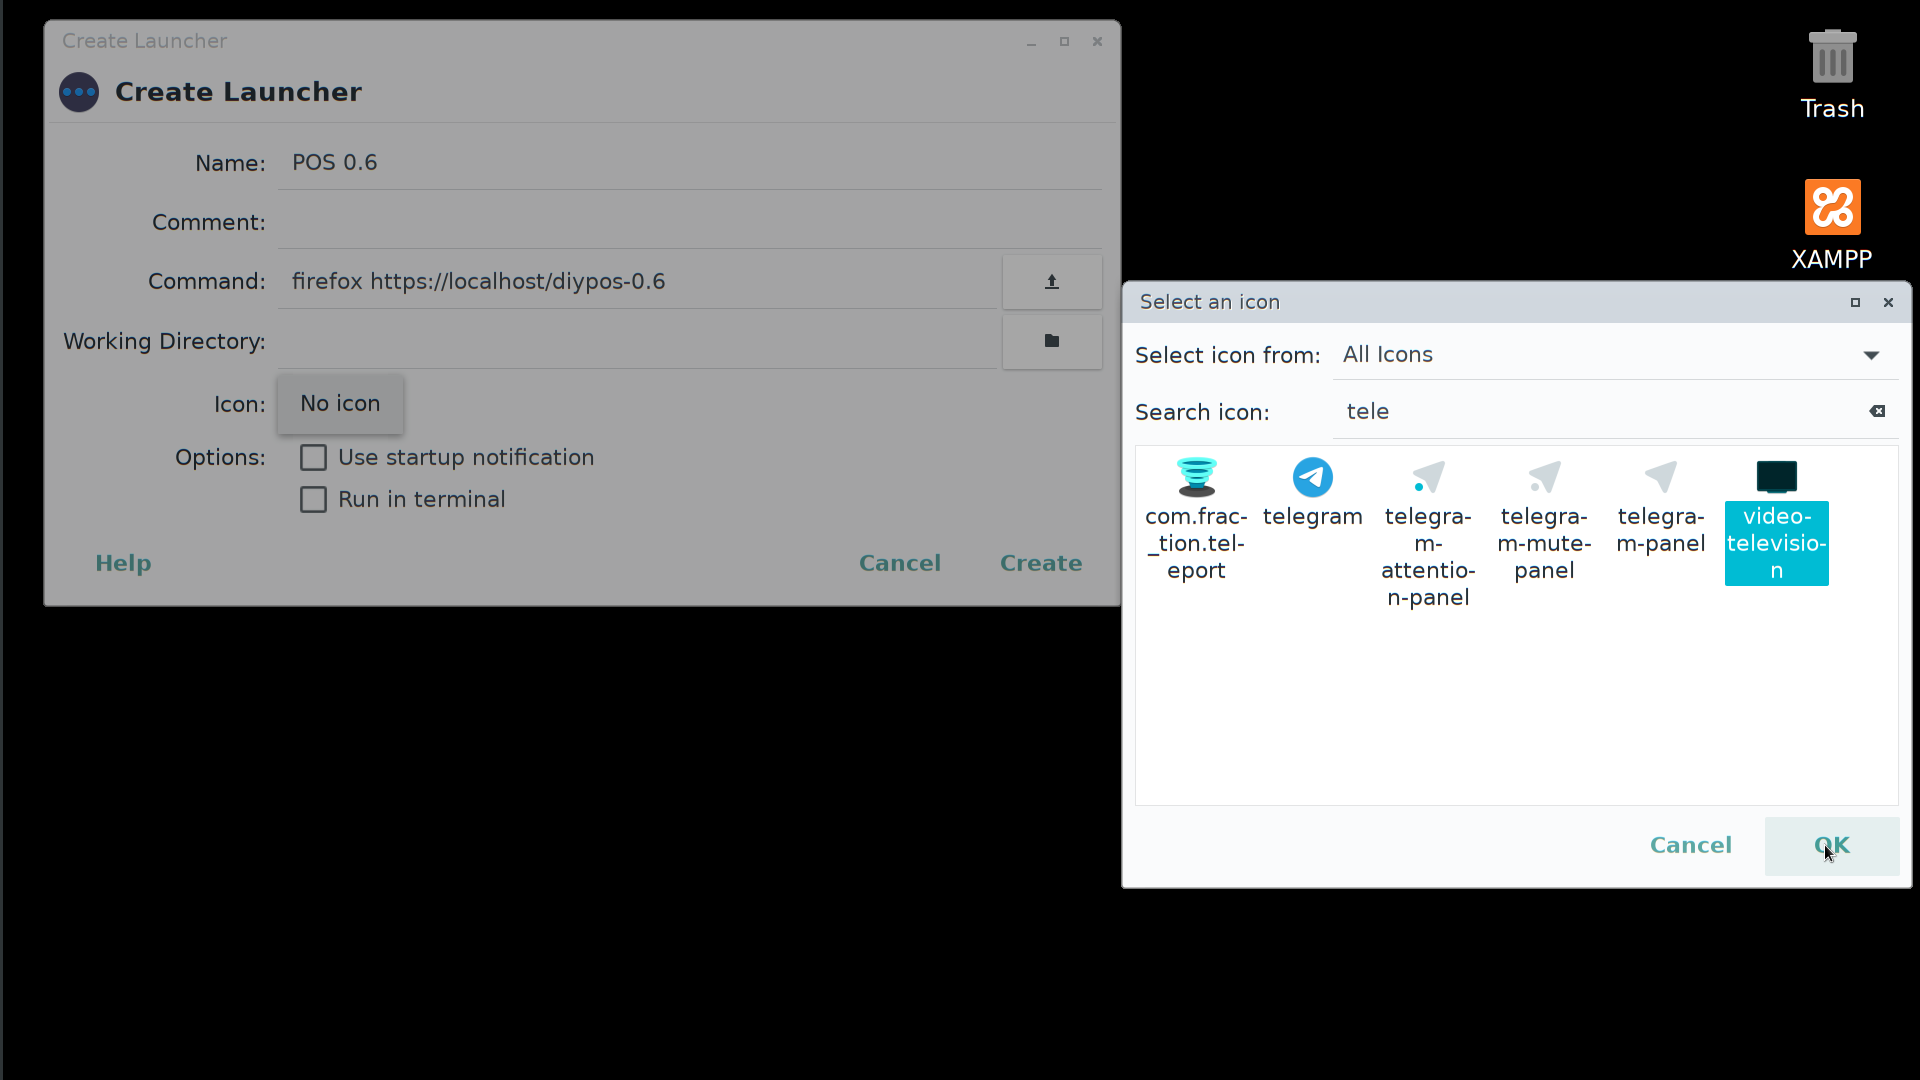 Create Launcher
Create Launcher
Name: POS 0.6
Comment:
Command: firefox https://localhost/diypos-0.6
Working Directory:
Icon: No icon
Options: Use startup notification
Run in terminal
Help Cancel Create
Trash
XAMPP
Select an icon
Select icon from: All Icons
Search icon: tele
com.frac-
_tion.tel-
eport
telegram
telegra-
m-
attentio-
n-panel
telegra-
m-mute-
panel
telegra-
m-panel
video-
televisio-
n
Cancel OK